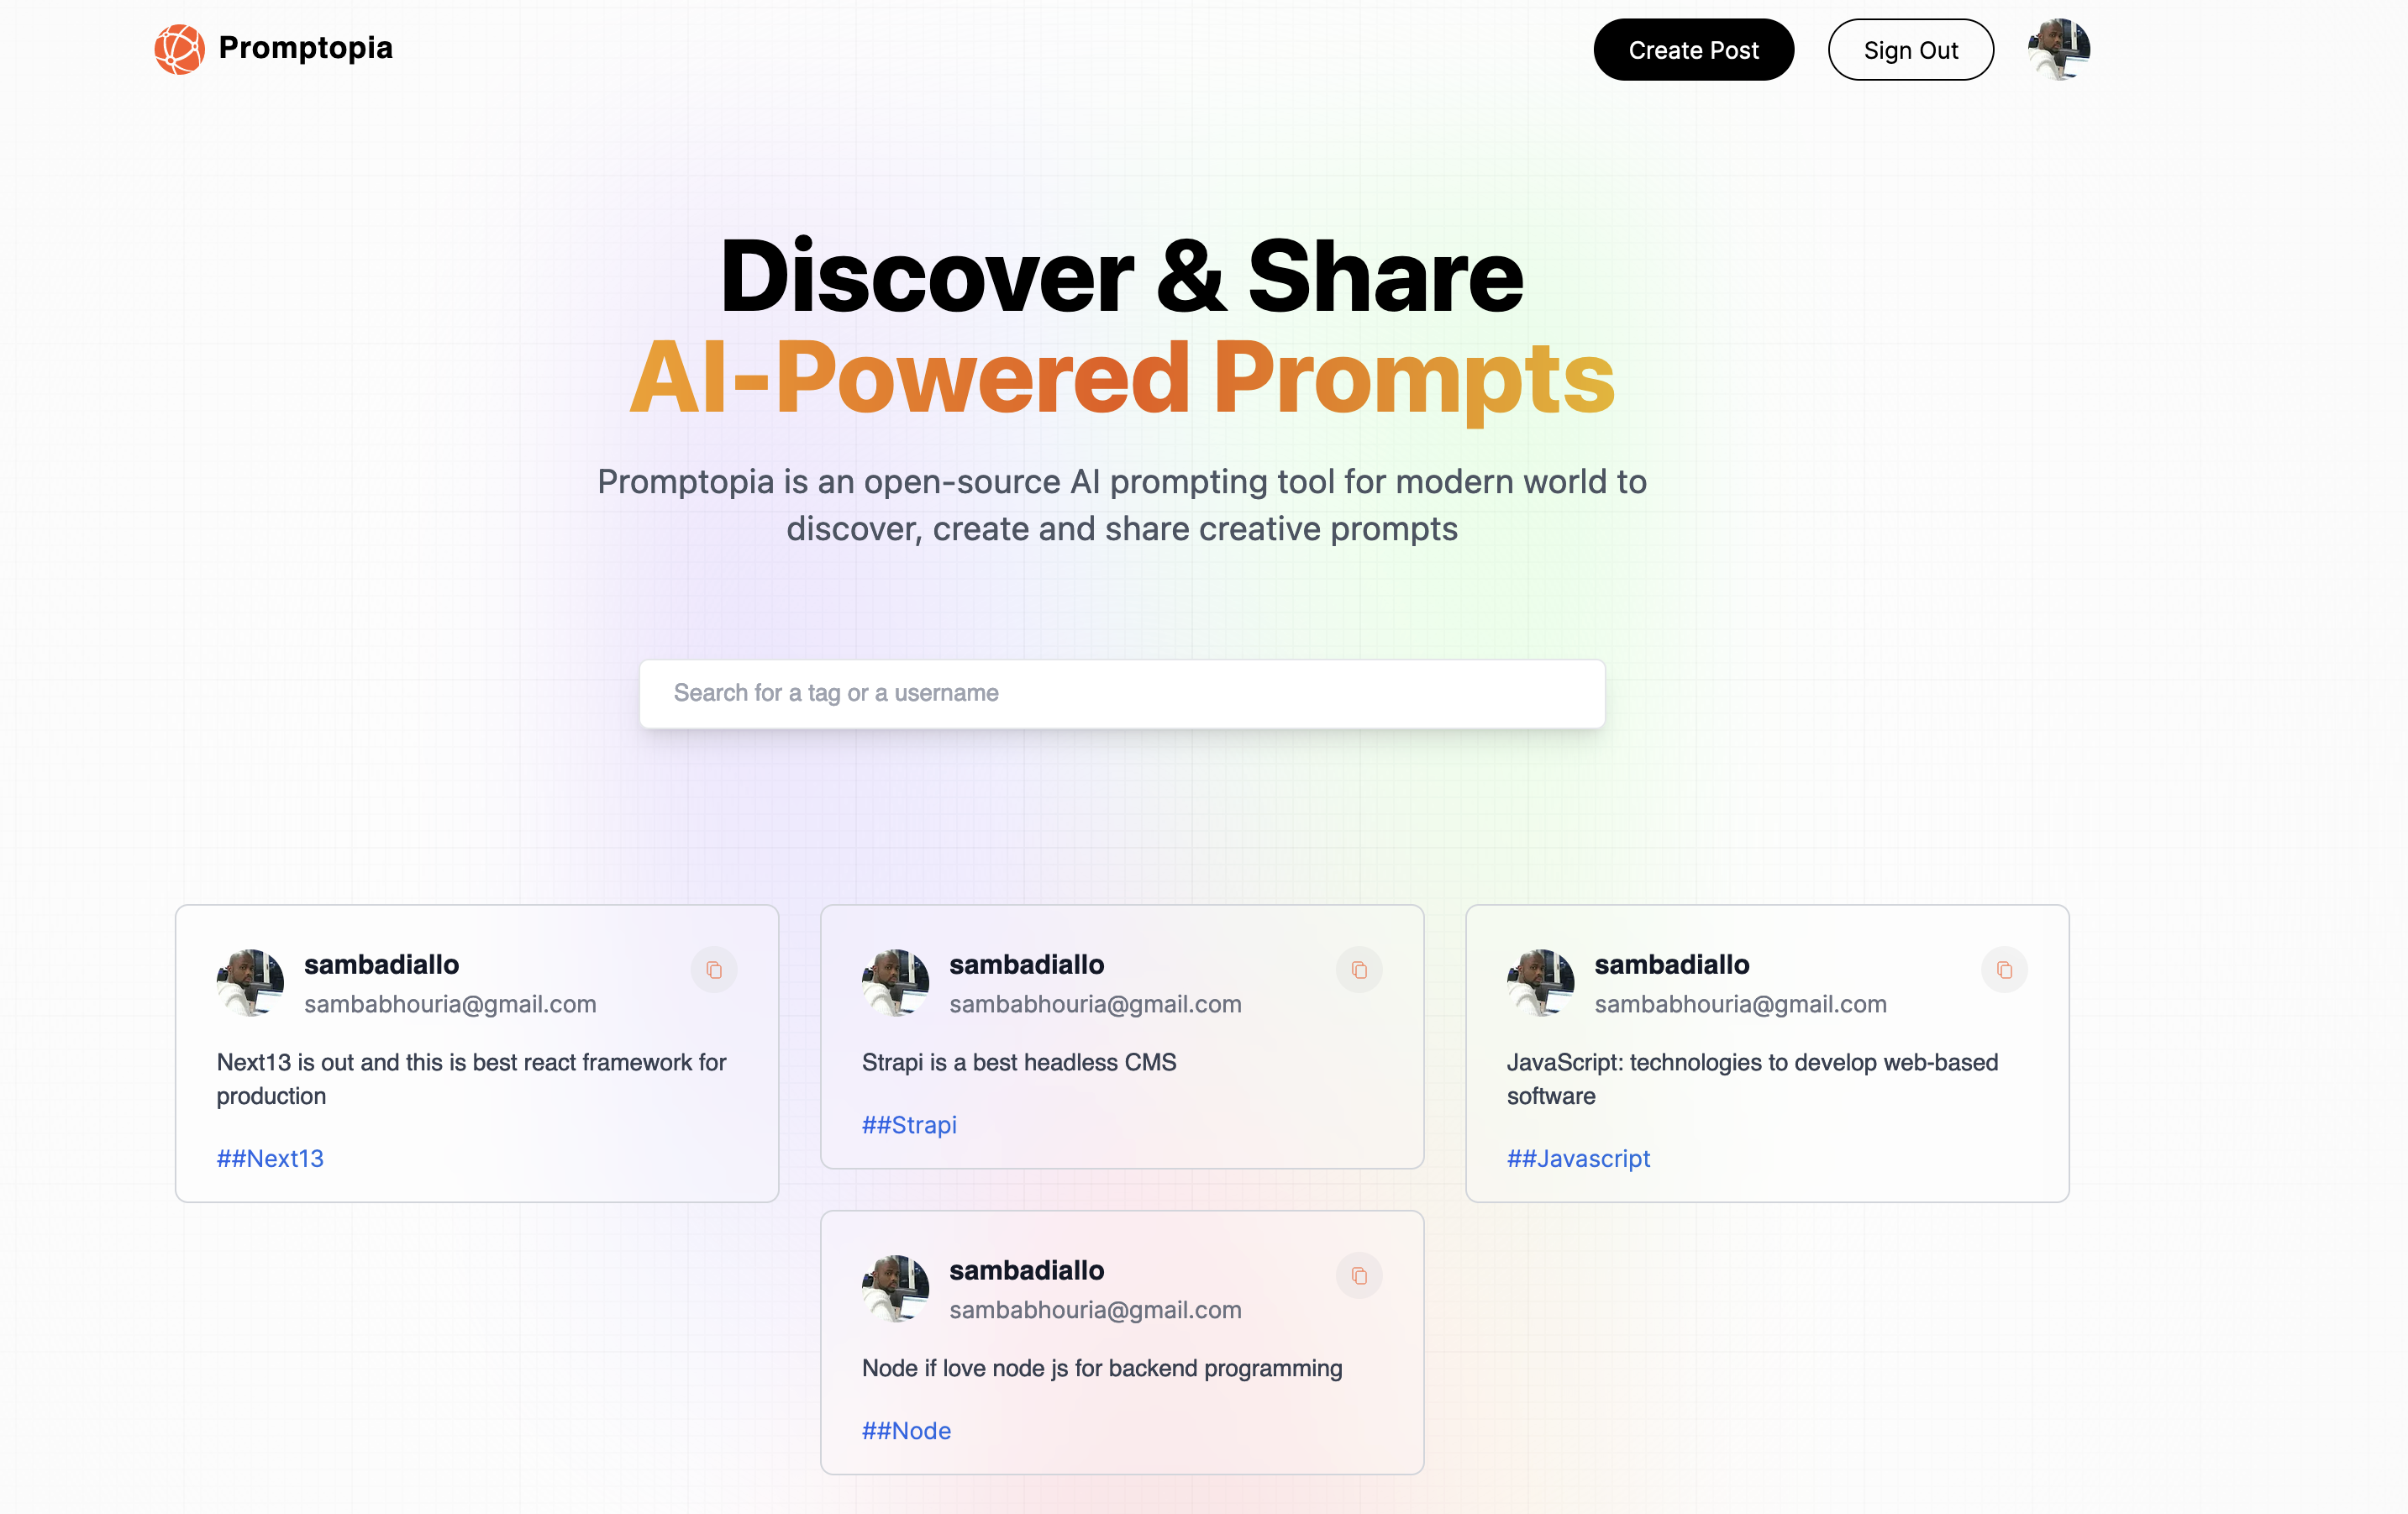 Promptopia
Create Post
Sign Out
Discover & Share
AI-Powered Prompts
Promptopia is an open-source AI prompting tool for modern world to
discover, create and share creative prompts
Search for a tag or a username
sambadiallo
sambabhouria@gmail.com
Next13 is out and this is best react framework for
production
##Next13
sambadiallo
sambabhouria@gmail.com
Strapi is a best headless CMS
##Strapi
sambadiallo
sambabhouria@gmail.com
JavaScript: technologies to develop web-based
software
##Javascript
sambadiallo
sambabhouria@gmail.com
Node if love node js for backend programming
##Node